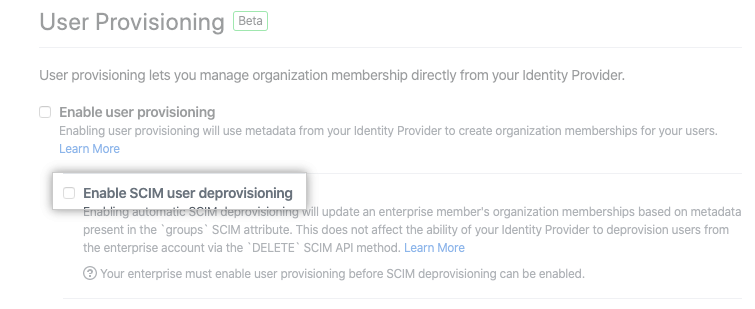 User Provisioning Beta
User provisioning lets you manage organization membership directly from your Identity Provider.
Enable user provisioning
Enabling user provisioning will use metadata from your Identity Provider to create organization memberships for your users.
Learn More
Enable SCIM user deprovisioning
Enabling automatic SCIM deprovisioning will update an enterprise member's organization memberships based on metadata
present in the `groups` SCIM attribute. This does not affect the ability of your Identity Provider to deprovision users from
the enterprise account via the `DELETE` SCIM API method. Learn More
? Your enterprise must enable user provisioning before SCIM deprovisioning can be enabled.